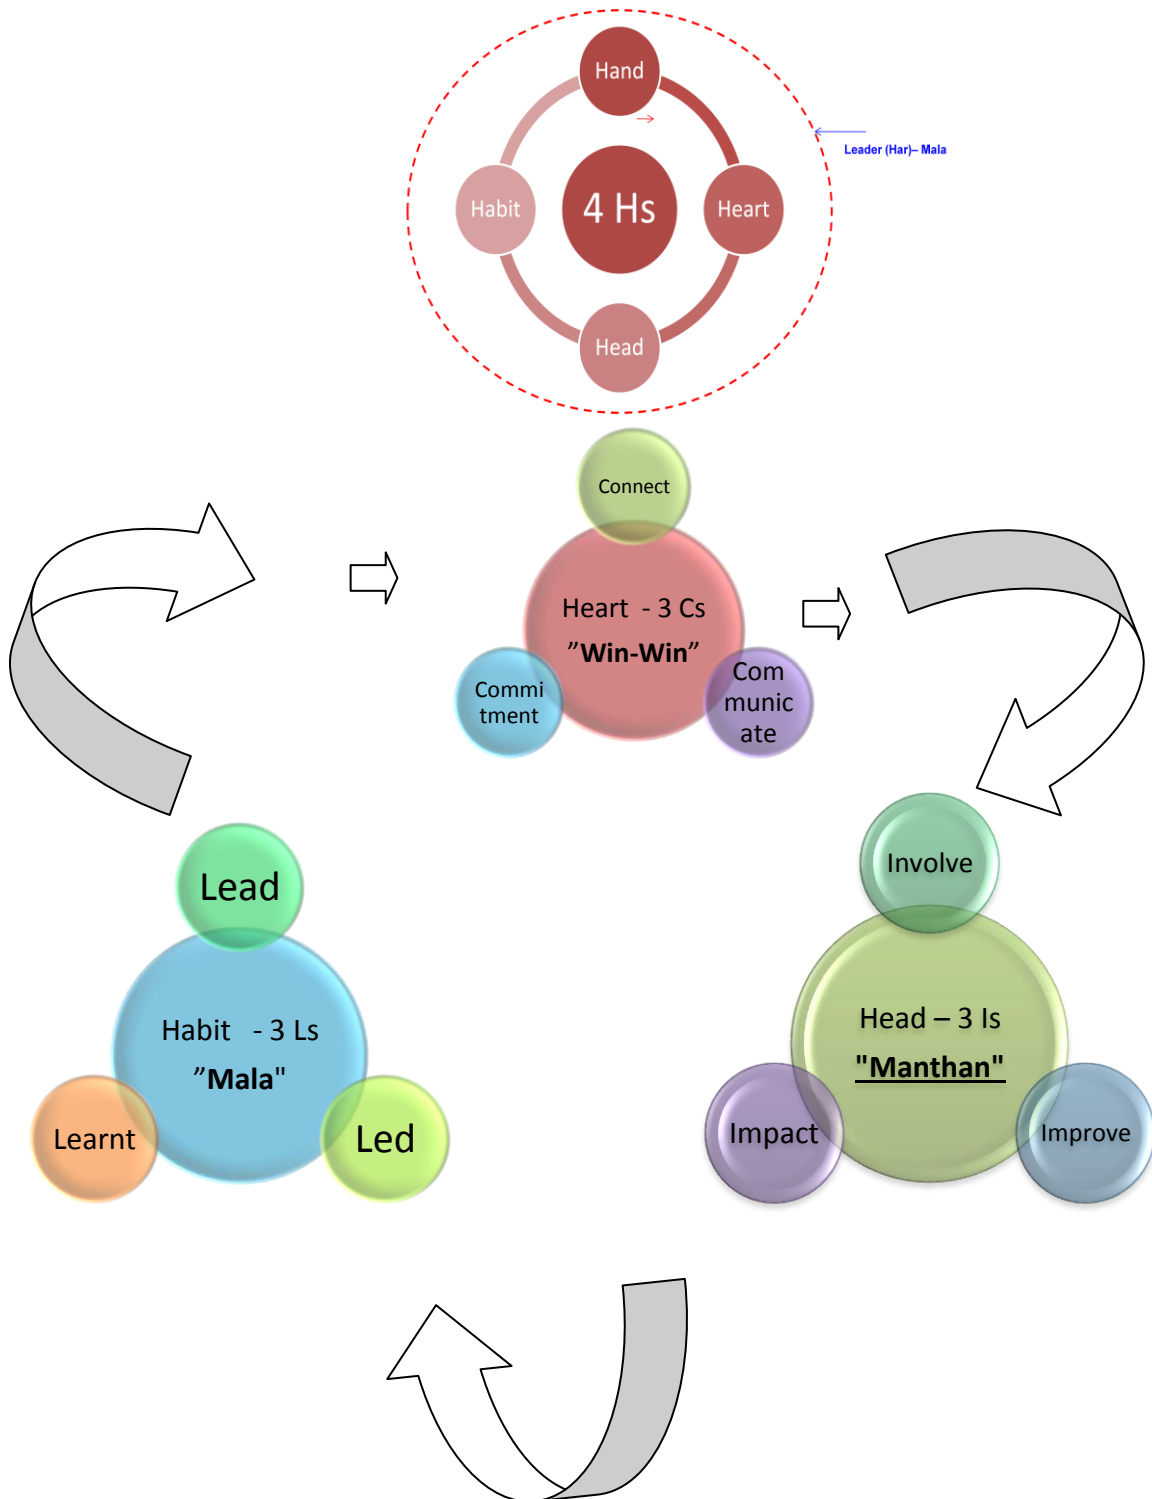 Hand
Leader (Har)– Mala
Habit
4 Hs
Heart
Head
Connect
Heart  - 3 Cs
”Win-Win”
Commi
tment
Com
munic
ate
Lead
Habit  - 3 Ls
”Mala"
Learnt
Led
Involve
Head – 3 Is
"Manthan"
Impact
Improve